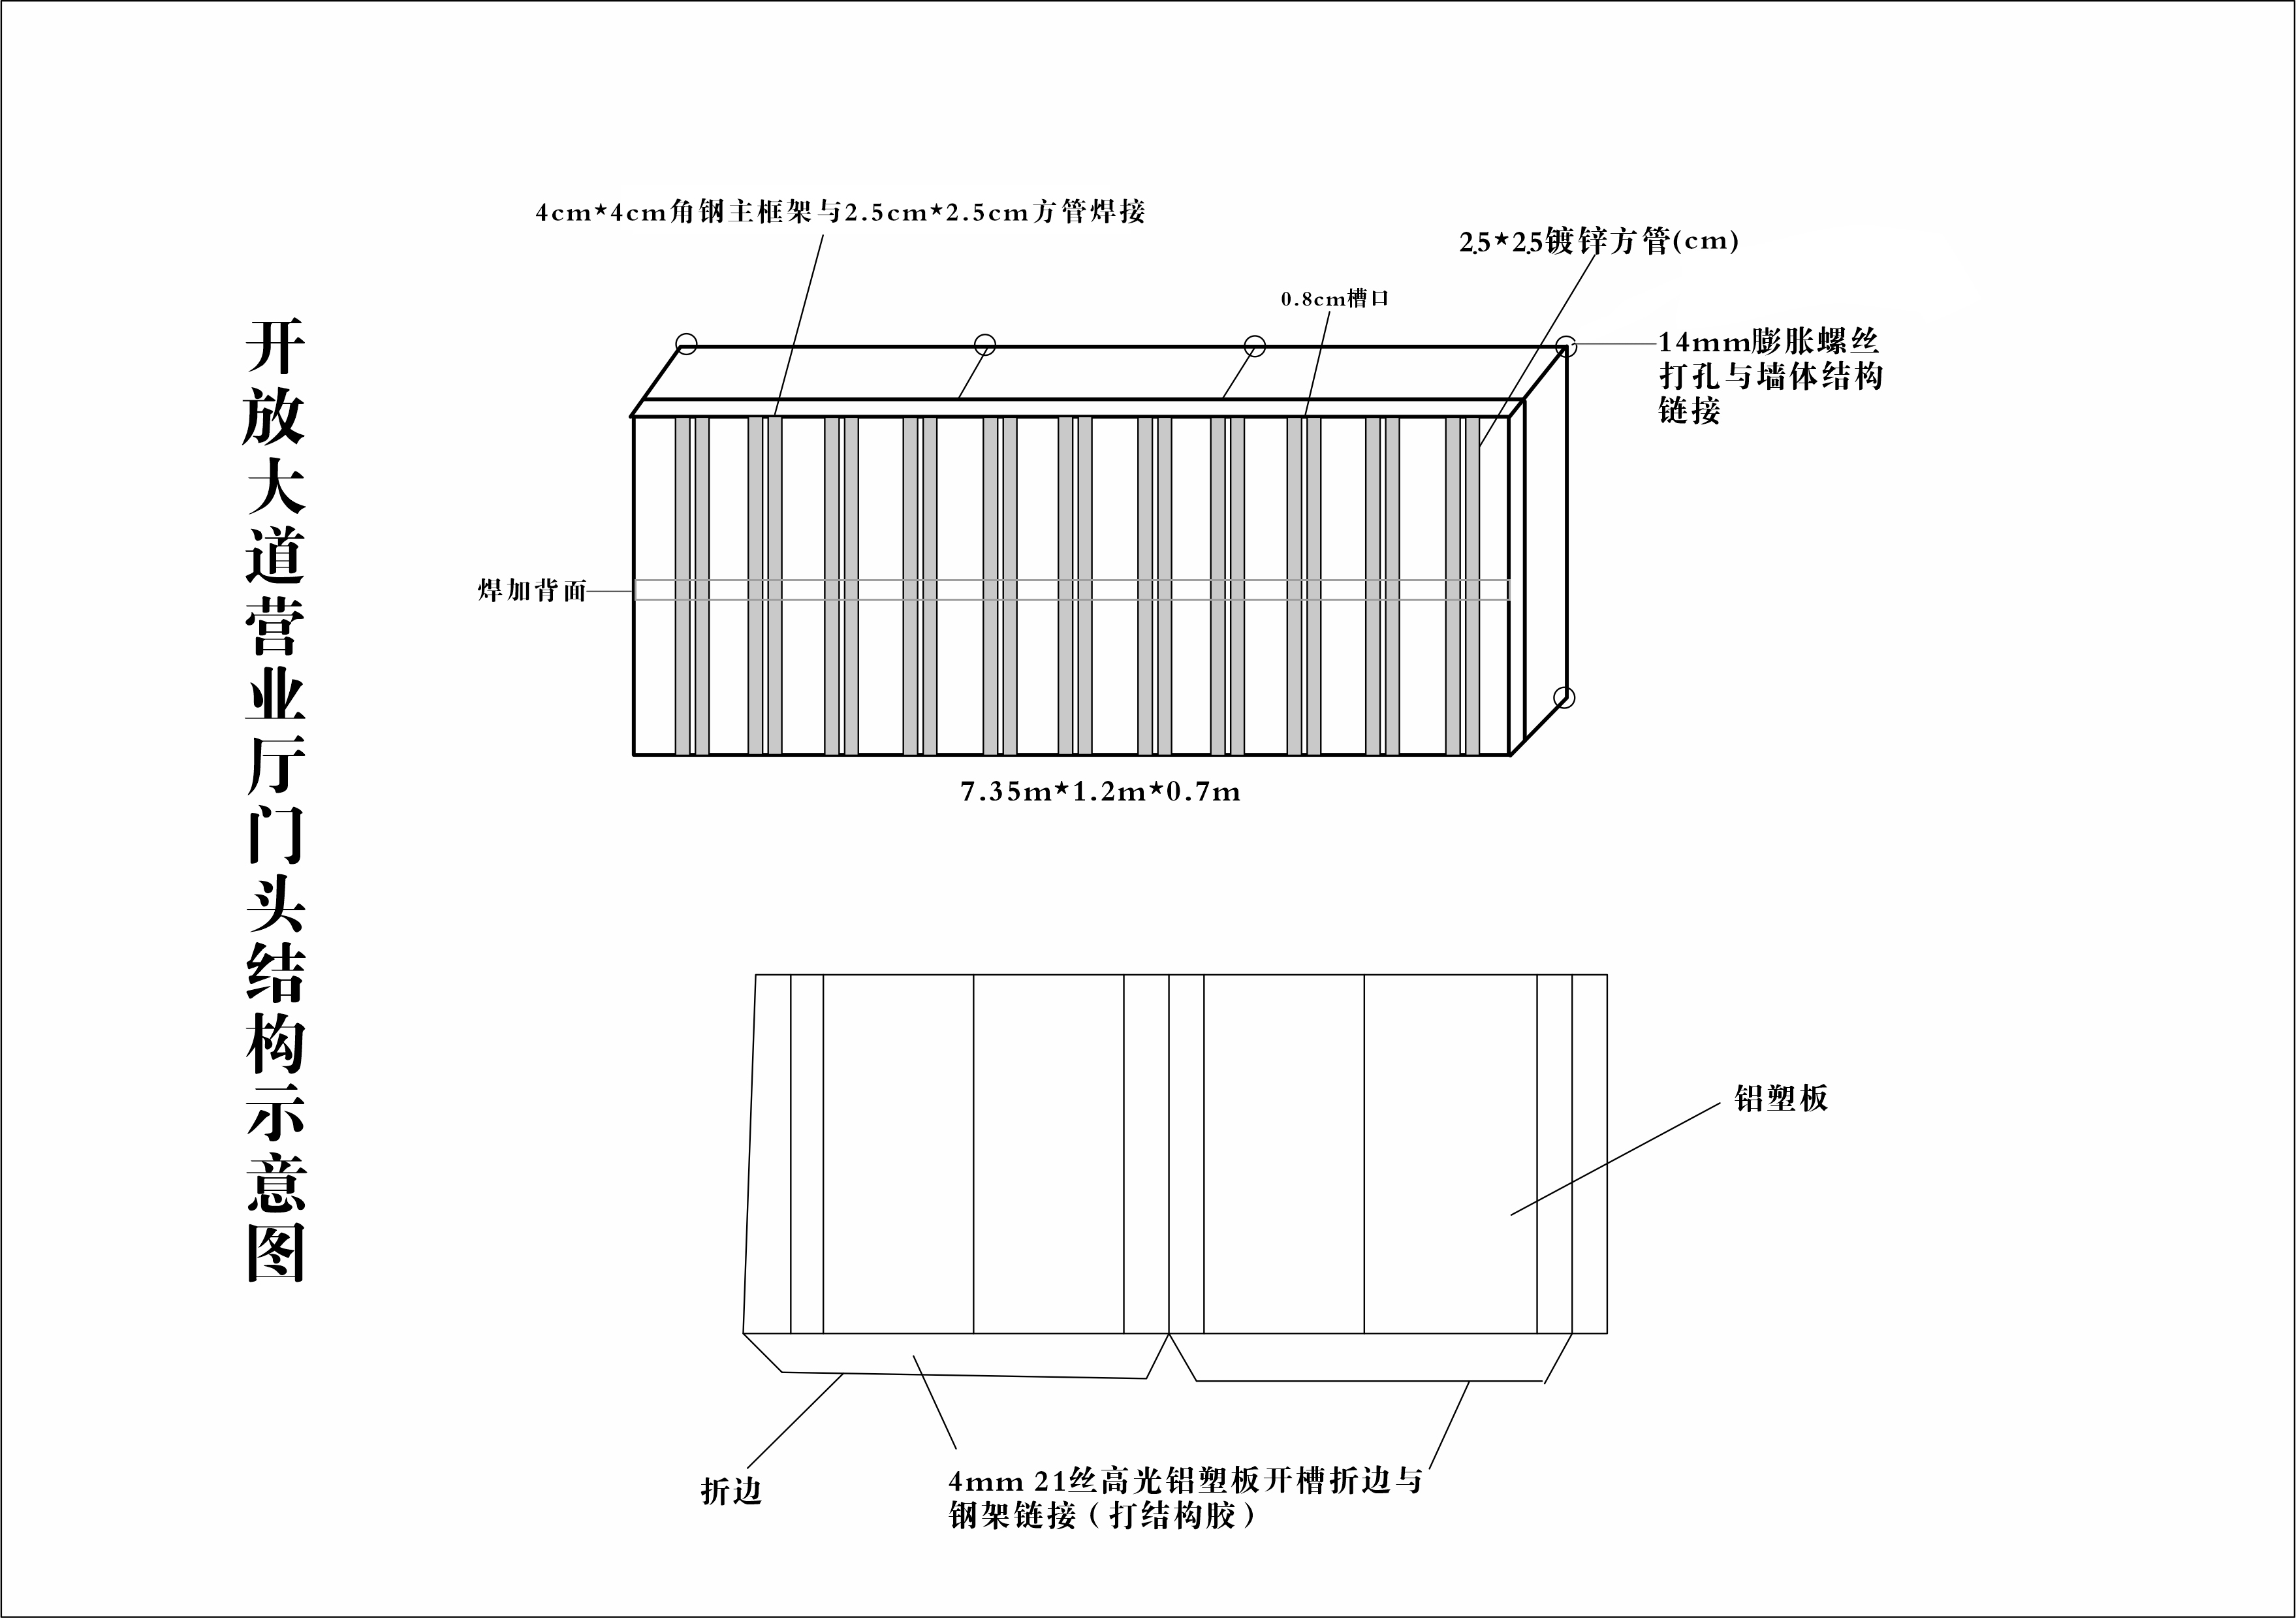 开放大道营业厅门头结构示意图
4cm*4cm角钢主框架与2.5cm*2.5cm方管焊接
2.5*2.5镀锌方管(cm)
0.8cm槽口
14mm膨胀螺丝
打孔与墙体结构
链接
焊加背面
7.35m*1.2m*0.7m
铝塑板
折边
4mm 21丝高光铝塑板开槽折边与
钢架链接（打结构胶）